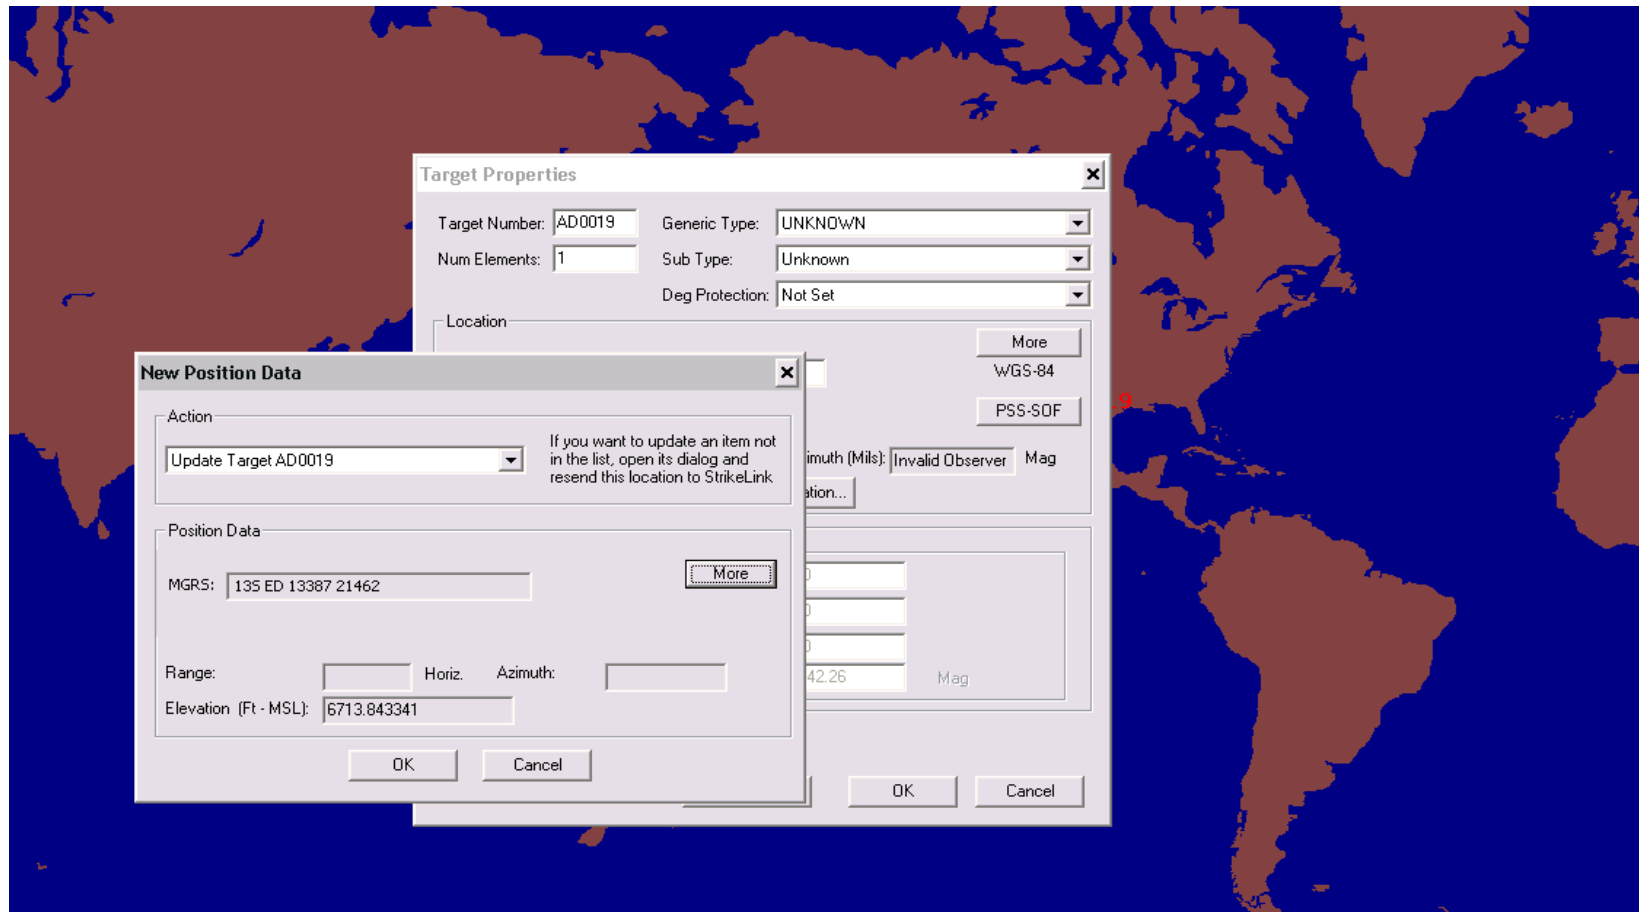 Target Properties
Target Number: AD0019 Generic Type: UNKNOWN
Num Elements: 1 Sub Type: Unknown
Deg Protection: Not Set
Location
More
WGS-84
PSS-SOF
9
imuth (Mils): Invalid Observer Mag
ation...
42.26 Mag
OK Cancel
New Position Data
Action
Update Target AD0019
If you want to update an item not
in the list, open its dialog and
resend this location to StrikeLink
Position Data
MGRS: 13S ED 13387 21462
More
Range: Horiz. Azimuth:
Elevation (Ft - MSL): 6713.843341
OK Cancel